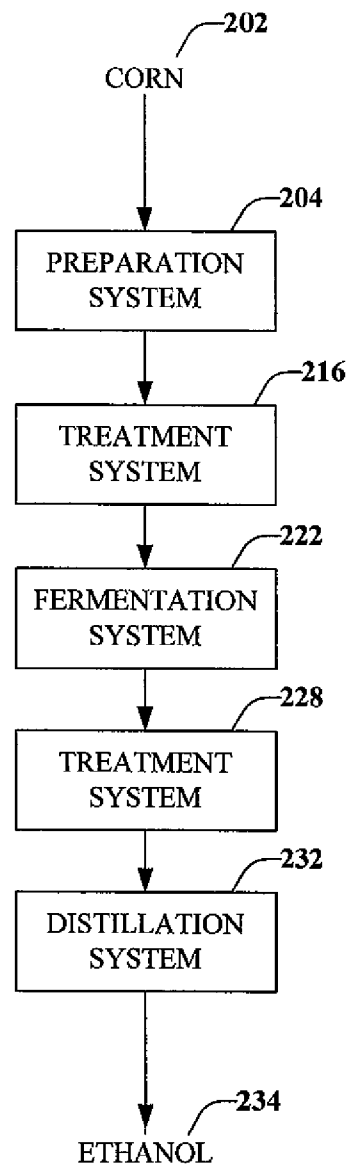 202
CORN
204
PREPARATION
SYSTEM
216
TREATMENT
SYSTEM
222
FERMENTATION
SYSTEM
228
TREATMENT
SYSTEM
232
DISTILLATION
SYSTEM
234
ETHANOL